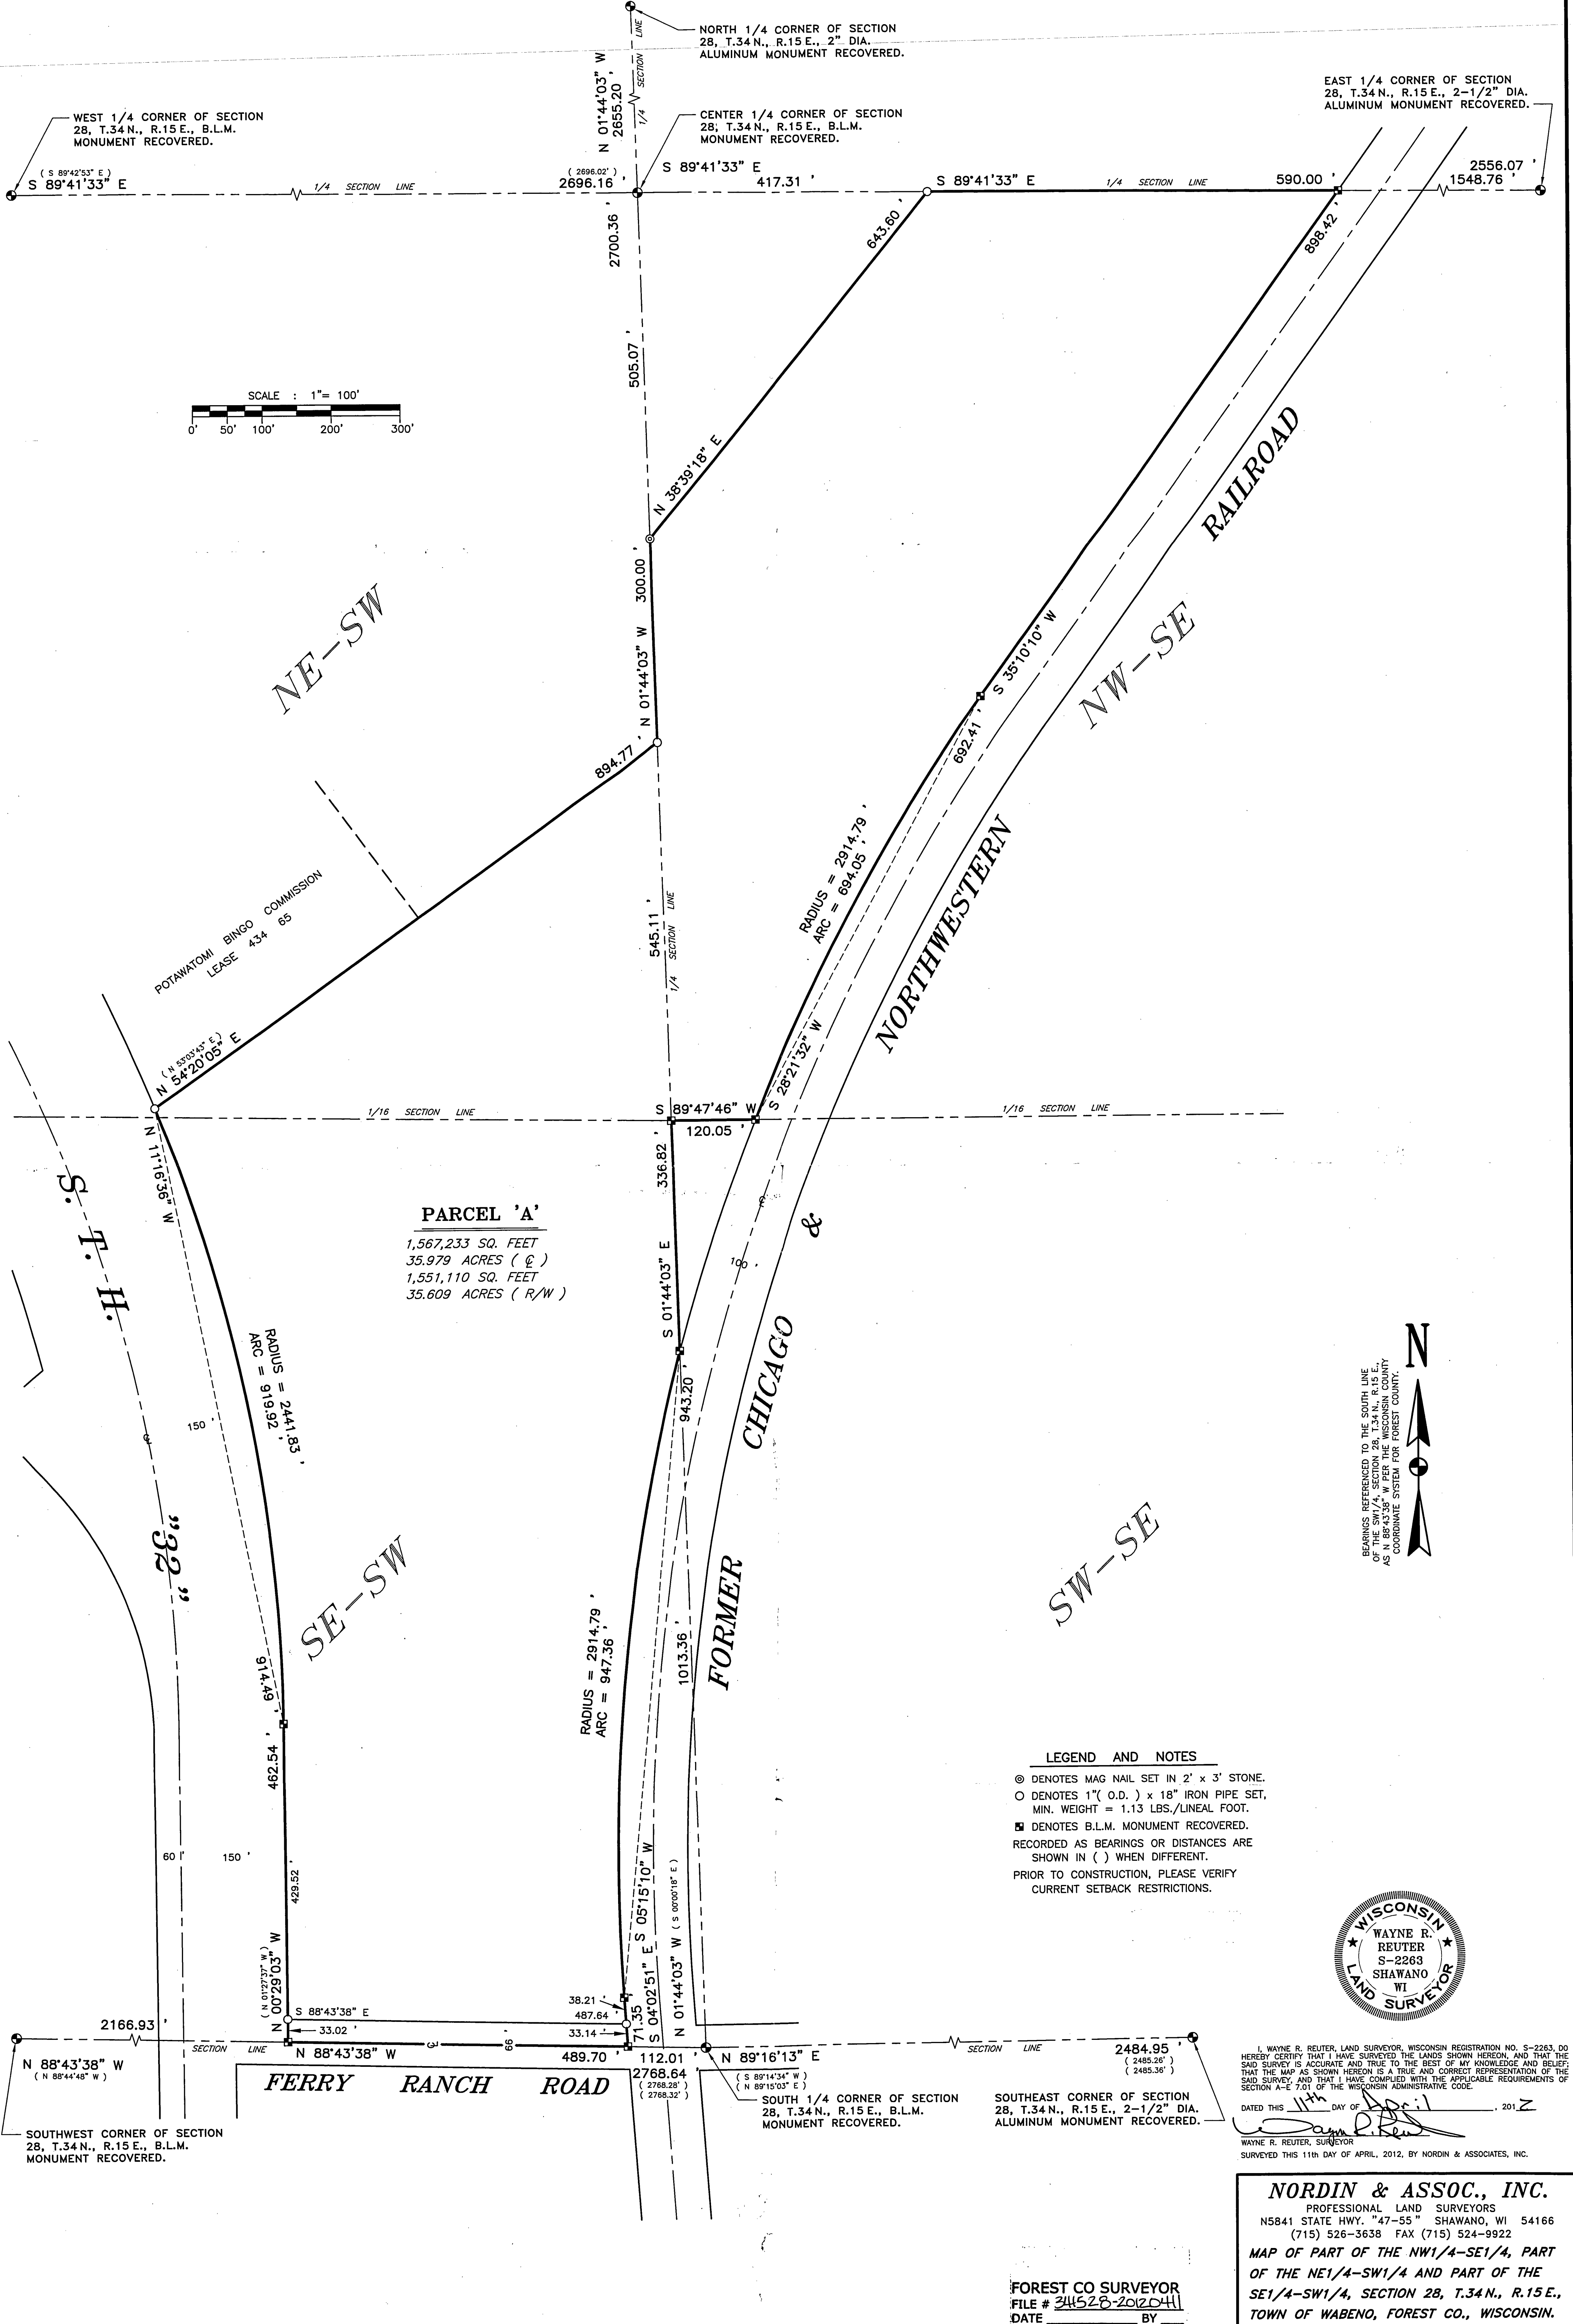 NORTH 1/4 CORNER OF SECTION
28, T.34 N., R.15 E., 2" DIA.
ALUMINUM MONUMENT RECOVERED.
1/4 SECTION LINE
N 01°44'03" W
2655.20 '
EAST 1/4 CORNER OF SECTION
28, T.34 N., R.15 E., 2-1/2" DIA.
ALUMINUM MONUMENT RECOVERED.
WEST 1/4 CORNER OF SECTION
28, T.34 N., R.15 E., B.L.M.
MONUMENT RECOVERED.
CENTER 1/4 CORNER OF SECTION
28, T.34 N., R.15 E., B.L.M.
MONUMENT RECOVERED.
( S 89°42'53" E )
S 89°41'33" E
1/4 SECTION LINE
( 2696.02' )
2696.16 '
S 89°41'33" E
417.31 '
S 89°41'33" E
1/4 SECTION LINE
590.00 '
2556.07 '
1548.76 '
2700.36 '
643.60 '
898.42 '
505.07 '
SCALE : 1"= 100'
0' 50' 100' 200' 300'
N 38°39'18" E
RAILROAD
300.00 '
N 01°44'03" W
NE-SW
NW-SE
S 35°10'10" W
692.41 '
894.77 '
RADIUS = 2914.79 '
ARC = 694.05 '
NORTHWESTERN
POTAWATOMI BINGO COMMISSION
LEASE 434 65
545.11 '
1/4 SECTION LINE
( N 53°03'43" E )
N 54°20'05" E
S 28°21'32" W
1/16 SECTION LINE
S 89°47'46" W
120.05 '
1/16 SECTION LINE
N 11°16'36" W
336.82 '
S 01°44'03" E
S. T. H.
"32"
PARCEL 'A'
1,567,233 SQ. FEET
35.979 ACRES ( ℄ )
1,551,110 SQ. FEET
35.609 ACRES ( R/W )
&
℄
100 '
CHICAGO
RADIUS = 2441.83 '
ARC = 919.92 '
150 '
℄
943.20 '
N
BEARINGS REFERENCED TO THE SOUTH LINE
OF THE SW1/4, SECTION 28, T.34 N., R.15 E.,
AS N 88°43'38" W PER THE WISCONSIN COUNTY
COORDINATE SYSTEM FOR FOREST COUNTY.
SE-SW
SW-SE
FORMER
RADIUS = 2914.79 '
ARC = 947.36 '
1013.36 '
914.49 '
462.54 '
60 '
150 '
429.52 '
LEGEND AND NOTES
◎ DENOTES MAG NAIL SET IN 2' x 3' STONE.
○ DENOTES 1"( O.D. ) x 18" IRON PIPE SET,
MIN. WEIGHT = 1.13 LBS./LINEAL FOOT.
DENOTES B.L.M. MONUMENT RECOVERED.
RECORDED AS BEARINGS OR DISTANCES ARE
SHOWN IN ( ) WHEN DIFFERENT.
PRIOR TO CONSTRUCTION, PLEASE VERIFY
CURRENT SETBACK RESTRICTIONS.
( N 01°27'37" W )
N 00°29'03" W
S 05°15'10" W
S 04°02'51" E
71.35
N 01°44'03" W ( S 00°00'18" E )
WISCONSIN
WAYNE R.
REUTER
S-2263
SHAWANO
WI
LAND SURVEYOR
S 88°43'38" E
38.21 '
487.64 '
33.02 '
33.14 '
2166.93 '
SECTION LINE
N 88°43'38" W
℄
66 '
489.70 '
112.01 '
N 89°16'13" E
SECTION LINE
2484.95 '
( 2485.26' )
( 2485.36' )
N 88°43'38" W
( N 88°44'48" W )
2768.64
( 2768.28' )
( 2768.32' )
( S 89°14'34" W )
( N 89°15'03" E )
FERRY RANCH ROAD
SOUTH 1/4 CORNER OF SECTION
28, T.34 N., R.15 E., B.L.M.
MONUMENT RECOVERED.
SOUTHEAST CORNER OF SECTION
28, T.34 N., R.15 E., 2-1/2" DIA.
ALUMINUM MONUMENT RECOVERED.
SOUTHWEST CORNER OF SECTION
28, T.34 N., R.15 E., B.L.M.
MONUMENT RECOVERED.
I, WAYNE R. REUTER, LAND SURVEYOR, WISCONSIN REGISTRATION NO. S-2263, DO
HEREBY CERTIFY THAT I HAVE SURVEYED THE LANDS SHOWN HEREON, AND THAT THE
SAID SURVEY IS ACCURATE AND TRUE TO THE BEST OF MY KNOWLEDGE AND BELIEF;
THAT THE MAP AS SHOWN HEREON IS A TRUE AND CORRECT REPRESENTATION OF THE
SAID SURVEY, AND THAT I HAVE COMPLIED WITH THE APPLICABLE REQUIREMENTS OF
SECTION A-E 7.01 OF THE WISCONSIN ADMINISTRATIVE CODE.
DATED THIS 11th DAY OF April , 2012
Wayne R. Reuter
WAYNE R. REUTER, SURVEYOR
SURVEYED THIS 11th DAY OF APRIL, 2012, BY NORDIN & ASSOCIATES, INC.
NORDIN & ASSOC., INC.
PROFESSIONAL LAND SURVEYORS
N5841 STATE HWY. "47-55" SHAWANO, WI 54166
(715) 526-3638 FAX (715) 524-9922
MAP OF PART OF THE NW1/4-SE1/4, PART
OF THE NE1/4-SW1/4 AND PART OF THE
SE1/4-SW1/4, SECTION 28, T.34 N., R.15 E.,
TOWN OF WABENO, FOREST CO., WISCONSIN.
FOREST CO SURVEYOR
FILE # 341528-20120411
DATE BY